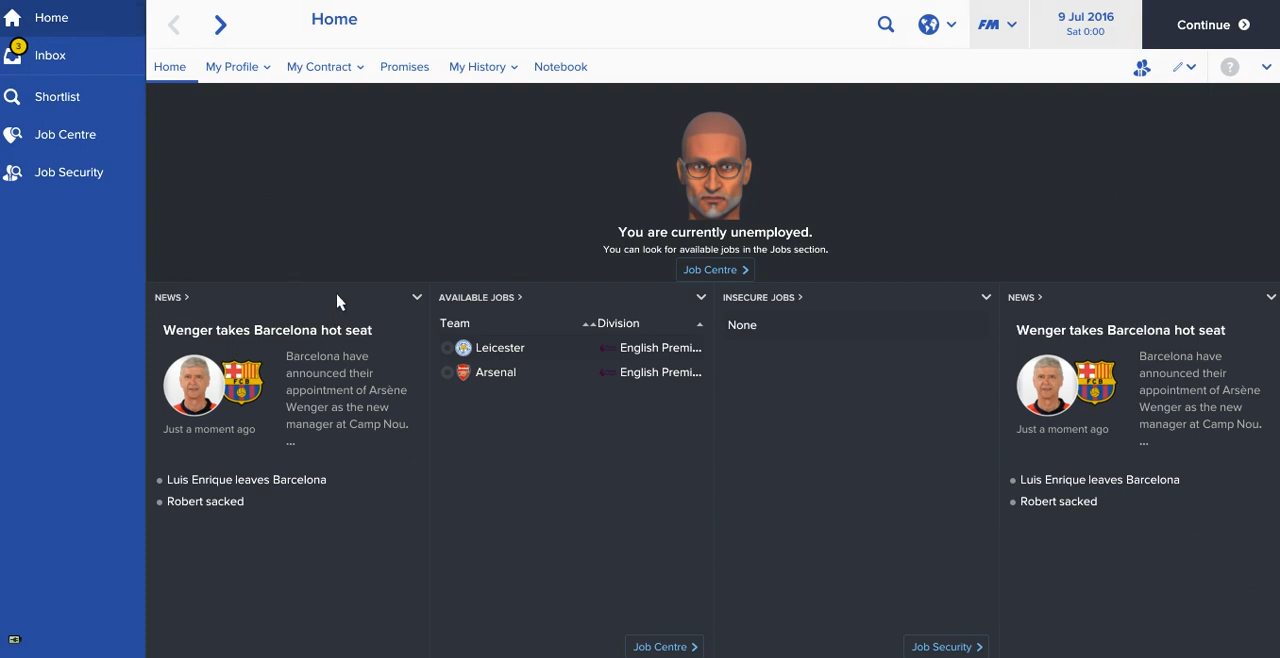 Home
3
Inbox
Shortlist
Job Centre
Job Security
Home
FM
9 Jul 2016
Sat 0:00
Continue
Home
My Profile
My Contract
Promises
My History
Notebook
?
You are currently unemployed.
You can look for available jobs in the Jobs section.
Job Centre
NEWS
Wenger takes Barcelona hot seat
Barcelona have
announced their
appointment of Arsène
Wenger as the new
manager at Camp Nou.
...
Just a moment ago
Luis Enrique leaves Barcelona
Robert sacked
AVAILABLE JOBS
Team
Division
Leicester
English Premi...
Arsenal
English Premi...
Job Centre
INSECURE JOBS
None
Job Security
NEWS
Wenger takes Barcelona hot seat
Barcelona have
announced their
appointment of Arsène
Wenger as the new
manager at Camp Nou.
...
Just a moment ago
Luis Enrique leaves Barcelona
Robert sacked